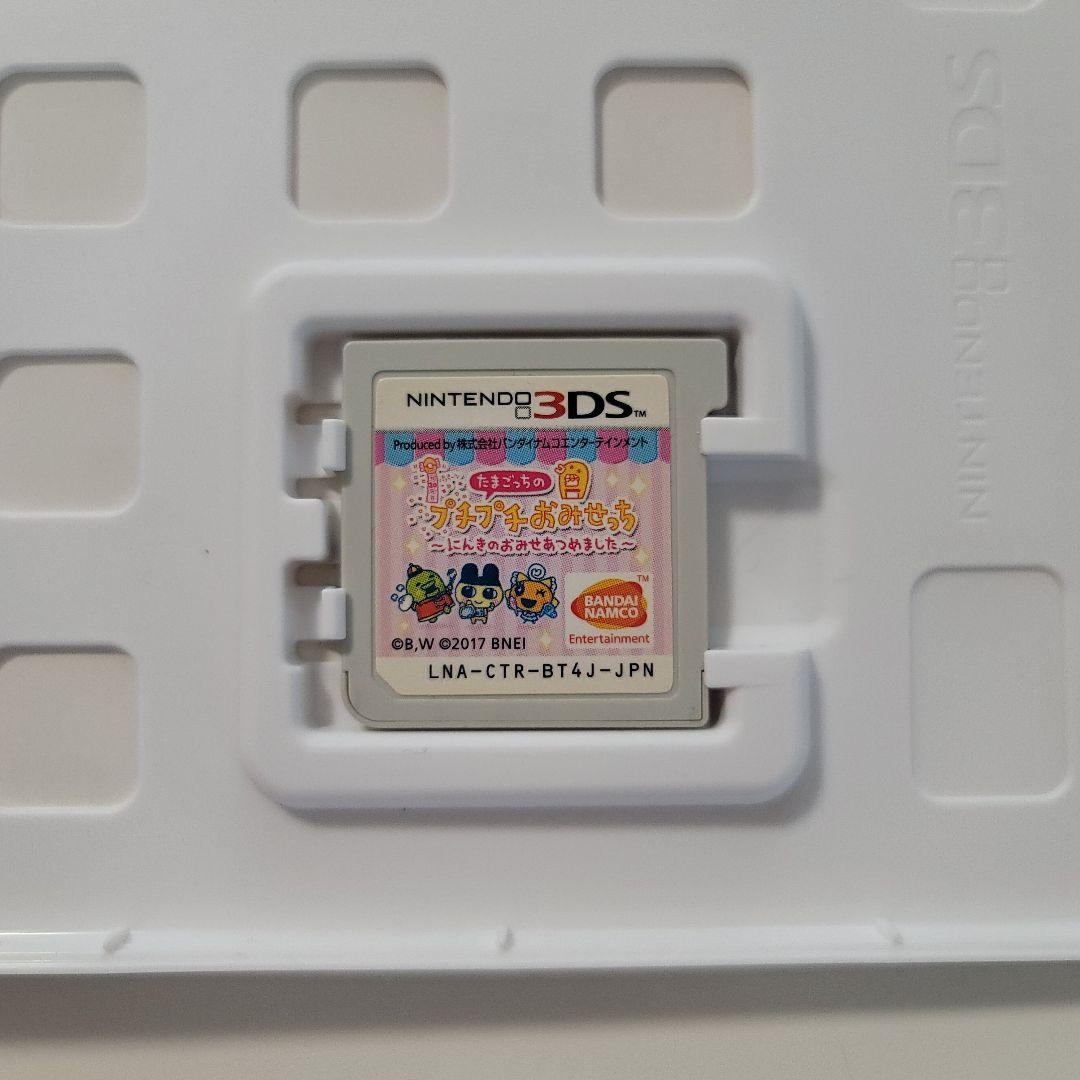 NINTENDO 3DS™
Produced by 株式会社バンダイナムコエンターテインメント
たまごっちの
プチプチおみせっち
～にんきのおみせあつめました～
BANDAI
NAMCO
™
Entertainment
©B,W ©2017 BNEI
LNA-CTR-BT4J-JPN
NINTENDO 3DS